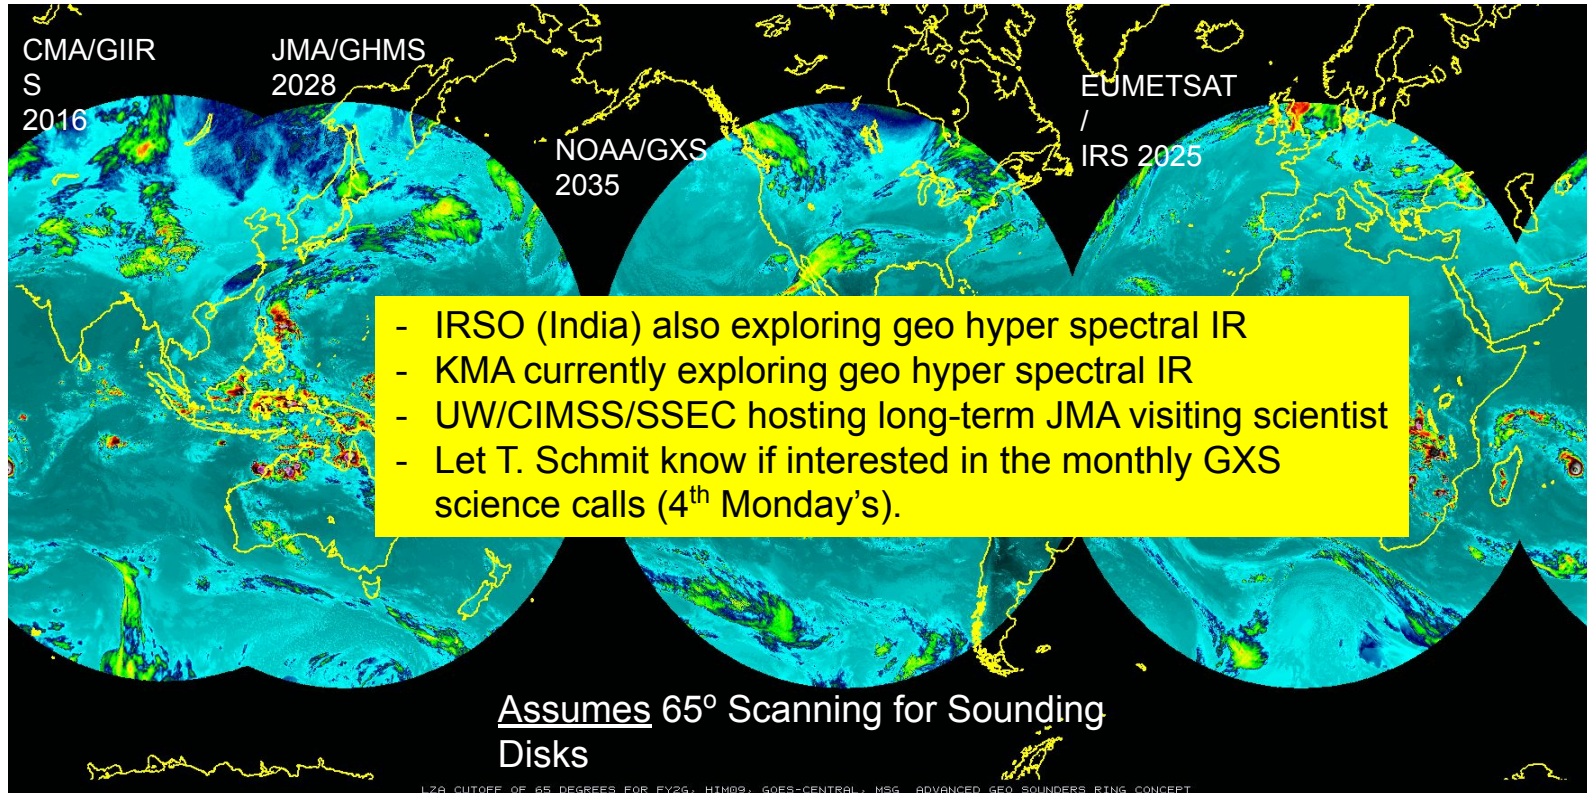 CMA/GIIR
S
2016
JMA/GHMS
2028
NOAA/GXS
2035
EUMETSAT
/
IRS 2025
- IRSO (India) also exploring geo hyper spectral IR
- KMA currently exploring geo hyper spectral IR
- UW/CIMSS/SSEC hosting long-term JMA visiting scientist
- Let T. Schmit know if interested in the monthly GXS
science calls (4th Monday's).
Assumes 65º Scanning for Sounding
Disks
LZA CUTOFF OF 65 DEGREES FOR FY2G, HIM09, GOES-CENTRAL, MSG ADVANCED GEO SOUNDERS RING CONCEPT